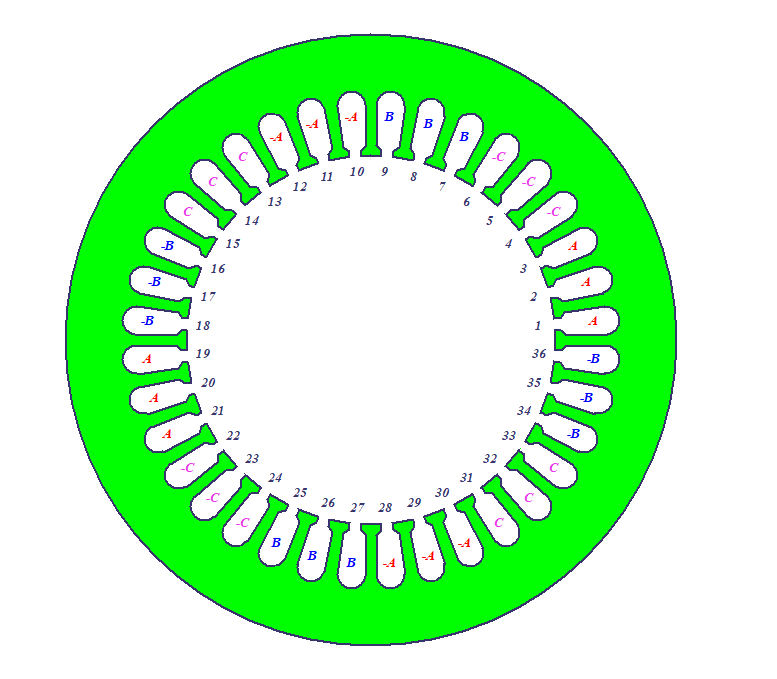 -A B
-A B
-A B
C -C
11 10 9 8
12 7
C -C
13 6
C -C
14 5
-B 15 4 A
16 3
-B A
17 2
-B 18 1 A
A 19 36 -B
20 35
A -B
21 34
A 22 33 -B
23 32
-C C
24 31
25 30
-C C
26 29
27 28
-C C
B -A
B -A
B -A